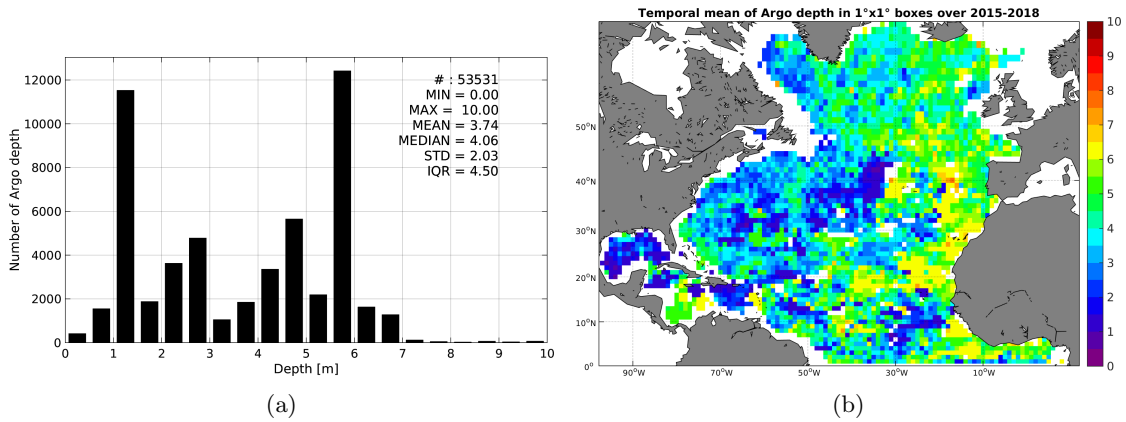 Number of Argo depth
12000
10000
8000
6000
4000
2000
0
# : 53531
MIN = 0.00
MAX = 10.00
MEAN = 3.74
MEDIAN = 4.06
STD = 2.03
IQR = 4.50
0 1 2 3 4 5 6 7 8 9 10
Depth [m]
(a)
Temporal mean of Argo depth in 1°x1° boxes over 2015-2018
50°N
40°N
30°N
20°N
10°N
0°
90°W 70°W 50°W 30°W 10°W
10
9
8
7
6
5
4
3
2
1
0
(b)